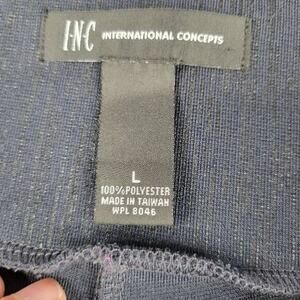 I·N·C INTERNATIONAL CONCEPTS
L
100% POLYESTER
MADE IN TAIWAN
WPL 8046